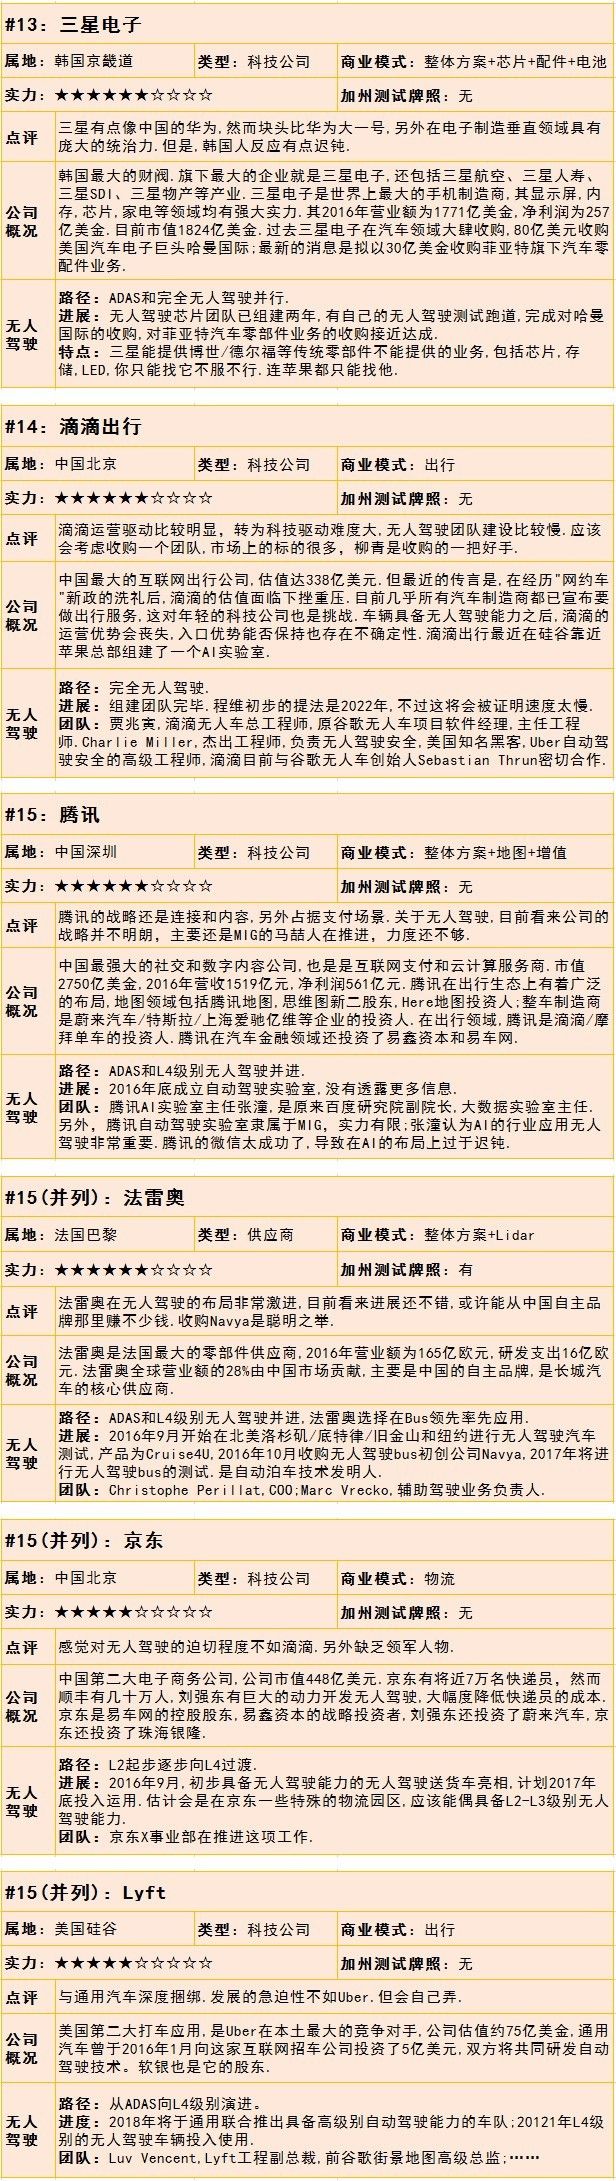 #13：三星电子
属地：韩国京畿道 类型：科技公司 商业模式：整体方案+芯片+配件+电池
实力：★★★★★★☆☆☆☆ 加州测试牌照：无
点评 三星有点像中国的华为,然而块头比华为大一号,另外在电子制造垂直领域具有
庞大的统治力.但是,韩国人反应有点迟钝.
公司概况 韩国最大的财阀.旗下最大的企业就是三星电子,还包括三星航空、三星人寿、
三星SDI、三星物产等产业.三星电子是世界上最大的手机制造商,其显示屏,内
存,芯片,家电等领域均有强大实力.其2016年营业额为1771亿美金,净利润为257
亿美金.目前市值1824亿美金.过去三星电子在汽车领域大肆收购,80亿美元收购
美国汽车电子巨头哈曼国际;最新的消息是拟以30亿美金收购菲亚特旗下汽车零
配件业务.
无人驾驶 路径：ADAS和完全无人驾驶并行.
进展：无人驾驶芯片团队已组建两年,有自己的无人驾驶测试跑道,完成对哈曼
国际的收购,对菲亚特汽车零部件业务的收购接近达成.
特点：三星能提供博世/德尔福等传统零部件不能提供的业务,包括芯片,存
储,LED,你只能找它不服不行.连苹果都只能找他.
#14：滴滴出行
属地：中国北京 类型：科技公司 商业模式：出行
实力：★★★★★★☆☆☆☆ 加州测试牌照：无
点评 滴滴运营驱动比较明显，转为科技驱动难度大,无人驾驶团队建设比较慢.应该
会考虑收购一个团队,市场上的标的很多，柳青是收购的一把好手.
公司概况 中国最大的互联网出行公司,估值达338亿美元.但最近的传言是,在经历"网约车
"新政的洗礼后,滴滴的估值面临下挫重压.目前几乎所有汽车制造商都已宣布要
做出行服务,这对年轻的科技公司也是挑战.车辆具备无人驾驶能力之后,滴滴的
运营优势会丧失,入口优势能否保持也存在不确定性.滴滴出行最近在硅谷靠近
苹果总部组建了一个AI实验室.
无人驾驶 路径：完全无人驾驶.
进展：组建团队完毕.程维初步的提法是2022年,不过这将会被证明速度太慢.
团队：贾兆寅,滴滴无人车总工程师,原谷歌无人车项目软件经理,主任工程
师.Charlie Miller,杰出工程师,负责无人驾驶安全,美国知名黑客,Uber自动驾
驶安全的高级工程师,滴滴目前与谷歌无人车创始人Sebastian Thrun密切合作.
#15：腾讯
属地：中国深圳 类型：科技公司 商业模式：整体方案+地图+增值
实力：★★★★★★☆☆☆☆ 加州测试牌照：无
点评 腾讯的战略还是连接和内容,另外占据支付场景.关于无人驾驶,目前看来公司的
战略并不明朗，主要还是MIG的马喆人在推进，力度还不够.
公司概况 中国最强大的社交和数字内容公司,也是是互联网支付和云计算服务商.市值
2750亿美金,2016年营收1519亿元,净利润561亿元.腾讯在出行生态上有着广泛
的布局,地图领域包括腾讯地图,思维图新二股东,Here地图投资人;整车制造商
是蔚来汽车/特斯拉/上海爱驰亿维等企业的投资人.在出行领域,腾讯是滴滴/摩
拜单车的投资人.腾讯在汽车金融领域还投资了易鑫资本和易车网.
无人驾驶 路径：ADAS和L4级别无人驾驶并进.
进展：2016年底成立自动驾驶实验室,没有透露更多信息.
团队：腾讯AI实验室主任张潼,是原来百度研究院副院长,大数据实验室主任.
另外，腾讯自动驾驶实验室隶属于MIG,实力有限;张潼认为AI的行业应用无人
驾驶非常重要.腾讯的微信太成功了,导致在AI的布局上过于迟钝.
#15(并列)：法雷奥
属地：法国巴黎 类型：供应商 商业模式：整体方案+Lidar
实力：★★★★★★☆☆☆☆ 加州测试牌照：有
点评 法雷奥在无人驾驶的布局非常激进,目前看来进展还不错,或许能从中国自主品
牌那里赚不少钱.收购Navya是聪明之举.
公司概况 法雷奥是法国最大的零部件供应商,2016年营业额为165亿欧元,研发支出16亿欧
元.法雷奥全球营业额的28%由中国市场贡献,主要是中国的自主品牌,是长城汽
车的核心供应商.
无人驾驶 路径：ADAS和L4级别无人驾驶并进,法雷奥选择在Bus领先率先应用.
进展：2016年9月开始在北美洛杉矶/底特律/旧金山和纽约进行无人驾驶汽车
测试,产品为Cruise4U,2016年10月收购无人驾驶bus初创公司Navya,2017年将进
行无人驾驶bus的测试.是自动泊车技术发明人.
团队：Christophe Perillat,COO;Marc Vrecko,辅助驾驶业务负责人.
#15(并列)：京东
属地：中国北京 类型：科技公司 商业模式：物流
实力：★★★★★☆☆☆☆☆ 加州测试牌照：无
点评 感觉对无人驾驶的迫切程度不如滴滴.另外缺乏领军人物.
公司概况 中国第二大电子商务公司,公司市值448亿美元.京东有将近7万名快递员，然而
顺丰有几十万人,刘强东有巨大的动力开发无人驾驶,大幅度降低快递员的成本.
京东是易车网的控股股东,易鑫资本的战略投资者,刘强东还投资了蔚来汽车,京
东还投资了珠海银隆.
无人驾驶 路径：L2起步逐步向L4过渡.
进展：2016年9月,初步具备无人驾驶能力的无人驾驶送货车亮相,计划2017年
底投入运用.估计会是在京东一些特殊的物流园区,应该能偶具备L2-L3级别无人
驾驶能力.
团队：京东X事业部在推进这项工作.
#15(并列)：Lyft
属地：美国硅谷 类型：科技公司 商业模式：出行
实力：★★★★★☆☆☆☆☆ 加州测试牌照：无
点评 与通用汽车深度捆绑.发展的急迫性不如Uber.但会自己弄.
公司概况 美国第二大打车应用,是Uber在本土最大的竞争对手,公司估值约75亿美金,通用
汽车曾于2016年1月向这家互联网招车公司投资了5亿美元,双方将共同研发自动
驾驶技术。软银也是它的股东.
无人驾驶 路径：从ADAS向L4级别演进。
进度：2018年将于通用联合推出具备高级别自动驾驶能力的车队;20121年L4级
别的无人驾驶车辆投入使用.
团队：Luv Vencent,Lyft工程副总裁,前谷歌街景地图高级总监;……